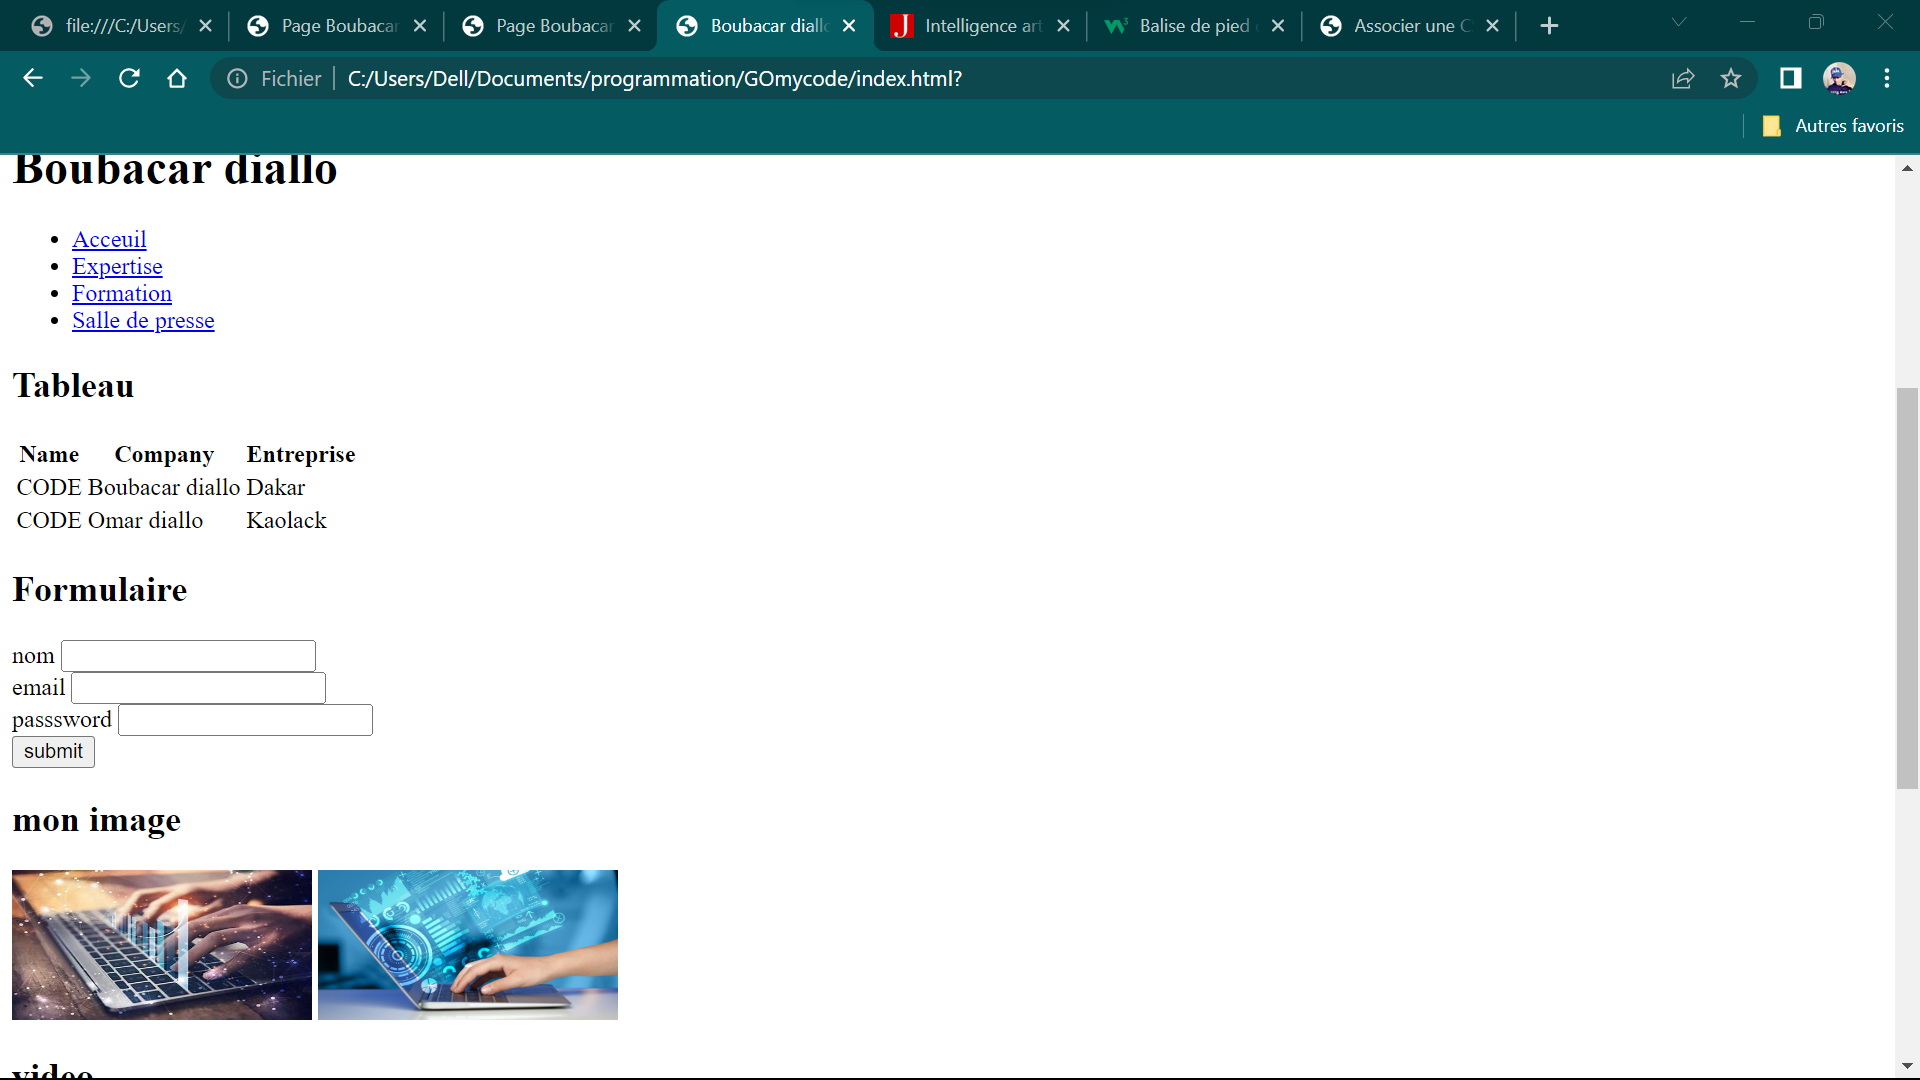 file:///C:/Users/
Page Boubacar
Page Boubacar
Boubacar diallo
Intelligence art
Balise de pied
Associer une C
Fichier
C:/Users/Dell/Documents/programmation/GOmycode/index.html?
Autres favoris
Boubacar diallo
Acceuil
Expertise
Formation
Salle de presse
Tableau
Name Company Entreprise
CODE Boubacar diallo Dakar
CODE Omar diallo Kaolack
Formulaire
nom
email
passsword
submit
mon image
video